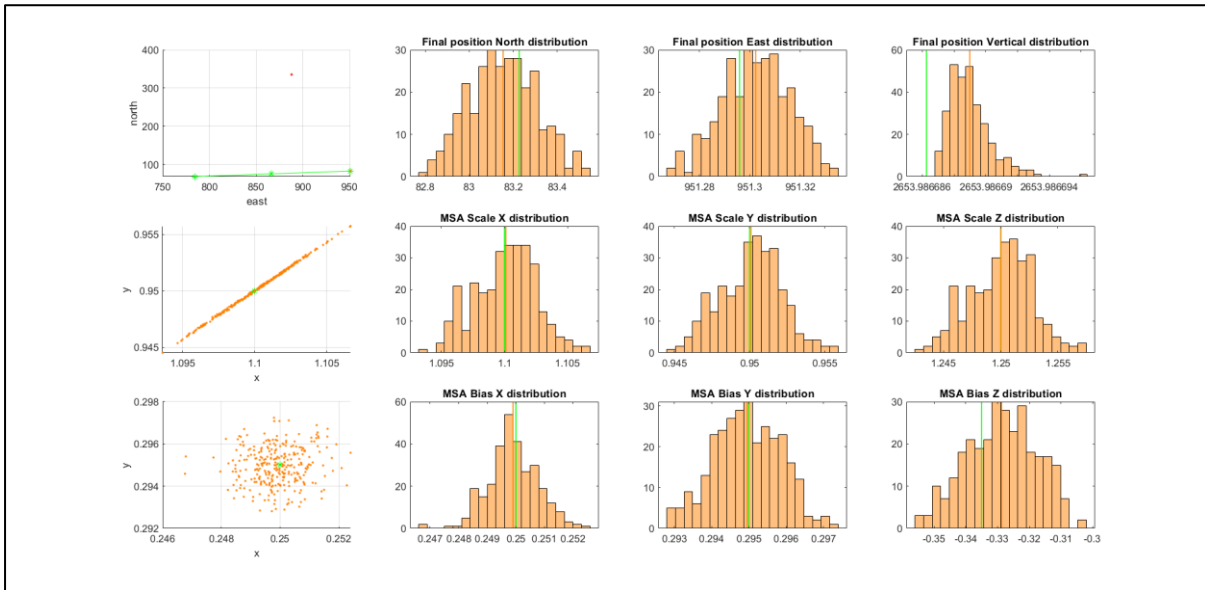 Final position North distribution
Final position East distribution
Final position Vertical distribution
400
300
200
100
north
750 800 850 900 950
east
30
20
10
0
82.8 83 83.2 83.4
30
20
10
0
951.28 951.3 951.32
60
40
20
0
2653.986686 2653.98669 2653.986694
MSA Scale X distribution
MSA Scale Y distribution
MSA Scale Z distribution
0.955
0.95
0.945
y
1.095 1.1 1.105
x
40
30
20
10
0
1.095 1.1 1.105
40
30
20
10
0
0.945 0.95 0.955
40
30
20
10
0
1.245 1.25 1.255
MSA Bias X distribution
MSA Bias Y distribution
MSA Bias Z distribution
0.298
0.296
0.294
0.292
y
0.246 0.248 0.25 0.252
x
60
40
20
0
0.247 0.248 0.249 0.25 0.251 0.252
30
20
10
0
0.293 0.294 0.295 0.296 0.297
30
20
10
0
-0.35 -0.34 -0.33 -0.32 -0.31 -0.3